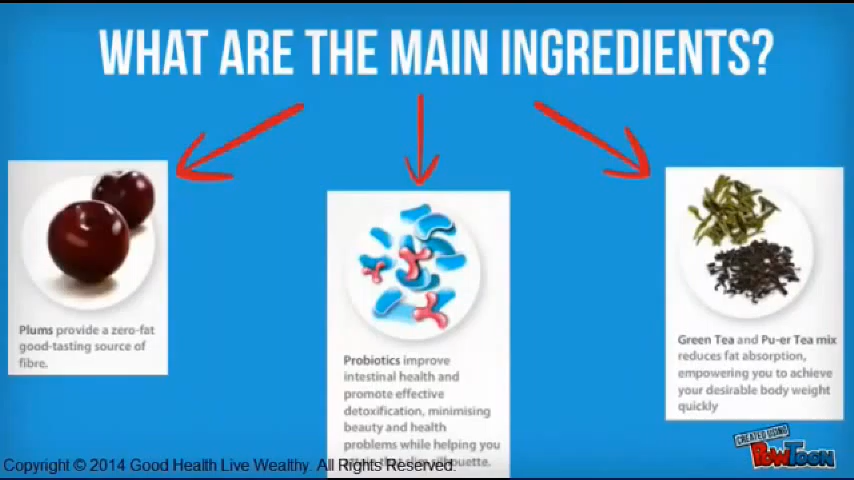 WHAT ARE THE MAIN INGREDIENTS?
Plums provide a zero-fat
good-tasting source of
fibre.
Probiotics improve
intestinal health and
promote effective
detoxification, minimising
beauty and health
problems while helping you
silhouette.
Green Tea and Pu-er Tea mix
reduces fat absorption,
empowering you to achieve
your desirable body weight
quickly
CREATED USING
POWTOON
Copyright © 2014 Good Health Live Wealthy. All Rights Reserved.